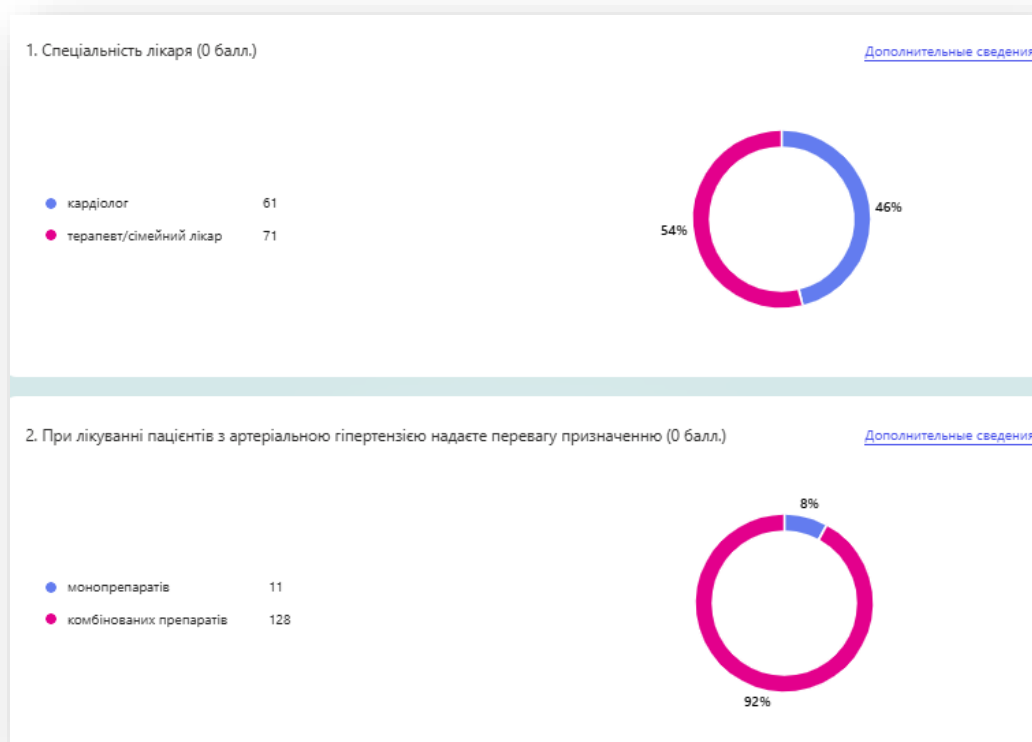 1. Спеціальність лікаря (0 балл.)
Дополнительные сведения
кардіолог 61
терапевт/сімейний лікар 71
46%
54%
2. При лікуванні пацієнтів з артеріальною гіпертензією надаєте перевагу призначенню (0 балл.)
Дополнительные сведения
монопрепаратів 11
комбінованих препаратів 128
8%
92%